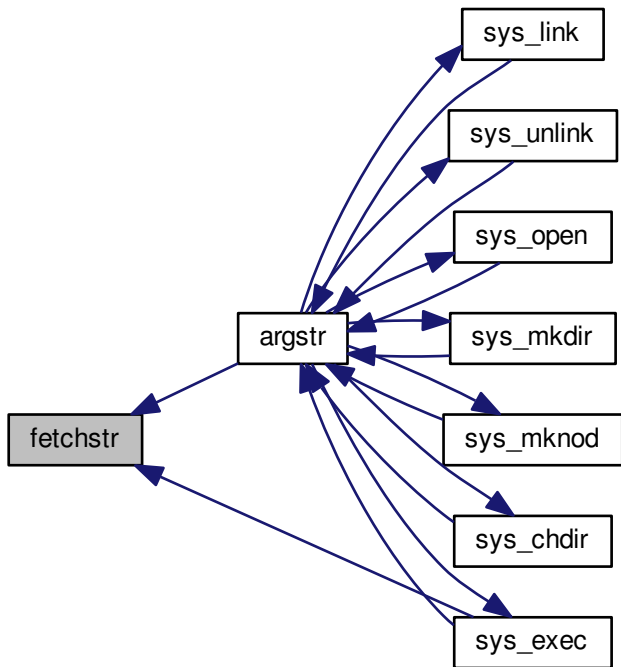 sys_link
sys_unlink
sys_open
argstr
sys_mkdir
fetchstr
sys_mknod
sys_chdir
sys_exec